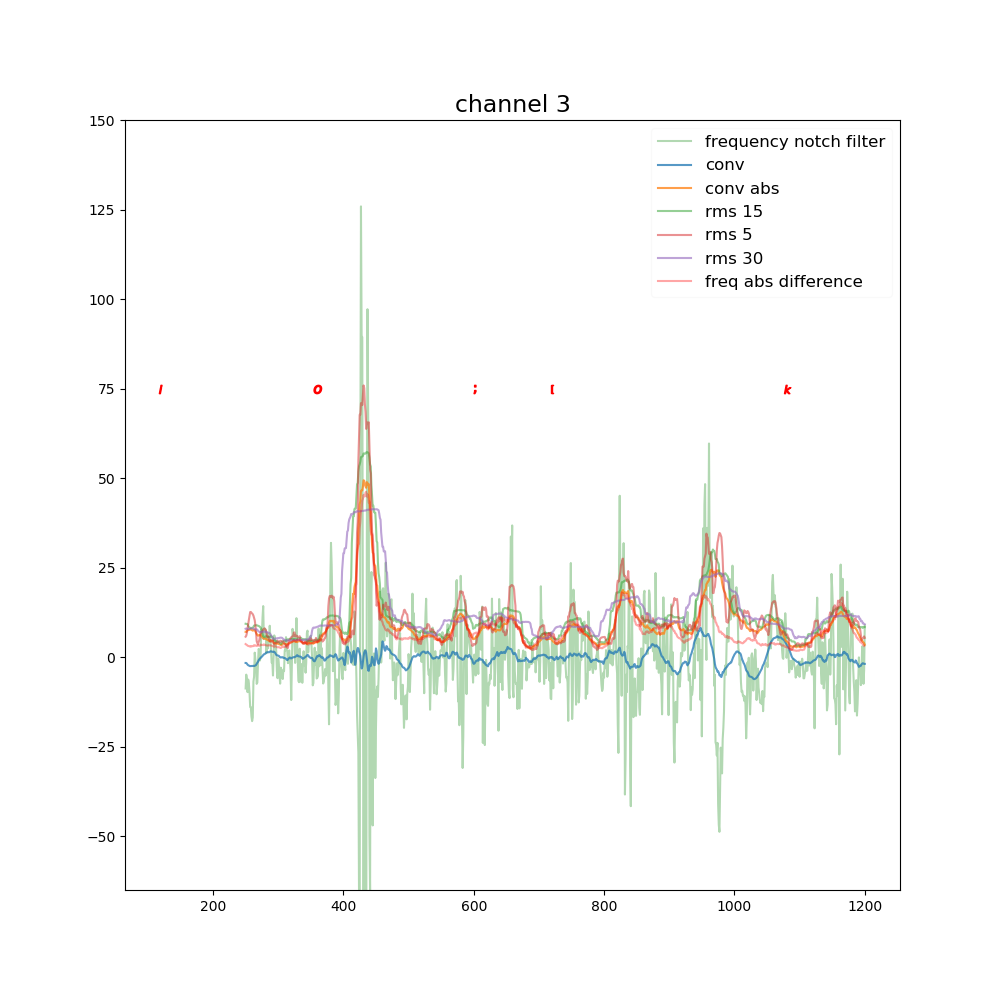 channel 3
150
frequency notch filter
conv
125
conv abs
rms 15
rms 5
rms 30
100
freq abs difference
75
l o ; [ k
50
25
0
−25
−50
200 400 600 800 1000 1200